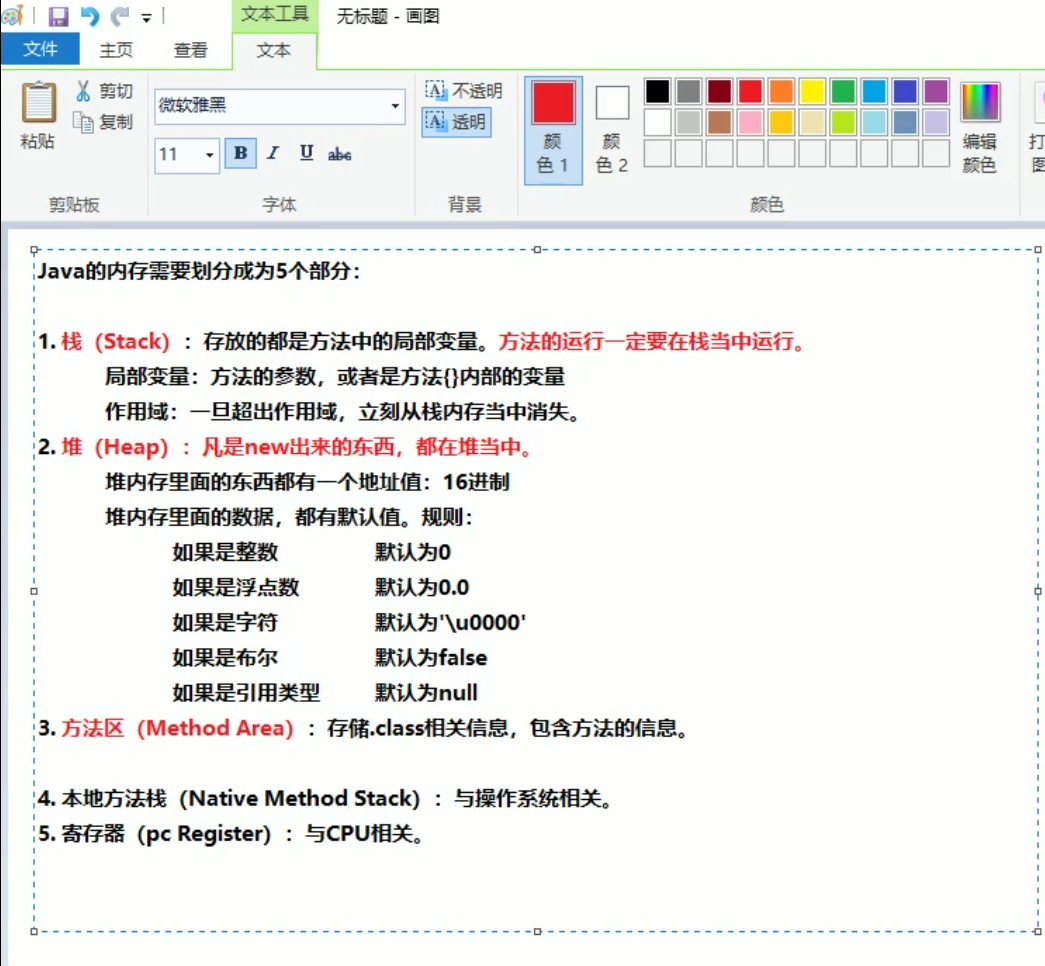 文本工具 无标题 - 画图
文件 主页 查看 文本
粘贴 剪切 复制
微软雅黑
11 B I U abc
不透明
透明
颜色 1 颜色 2
编辑颜色
剪贴板 字体 背景 颜色
Java的内存需要划分成为5个部分：
1. 栈（Stack）：存放的都是方法中的局部变量。方法的运行一定要在栈当中运行。
局部变量：方法的参数，或者是方法{}内部的变量
作用域：一旦超出作用域，立刻从栈内存当中消失。
2. 堆（Heap）：凡是new出来的东西，都在堆当中。
堆内存里面的东西都有一个地址值：16进制
堆内存里面的数据，都有默认值。规则：
如果是整数 默认为0
如果是浮点数 默认为0.0
如果是字符 默认为'\u0000'
如果是布尔 默认为false
如果是引用类型 默认为null
3. 方法区（Method Area）：存储.class相关信息，包含方法的信息。
4. 本地方法栈（Native Method Stack）：与操作系统相关。
5. 寄存器（pc Register）：与CPU相关。